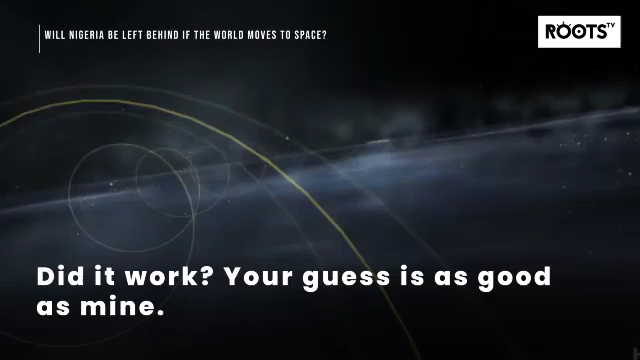 WILL NIGERIA BE LEFT BEHIND IF THE WORLD MOVES TO SPACE?
ROOTS TV
Did it work? Your guess is as good
as mine.